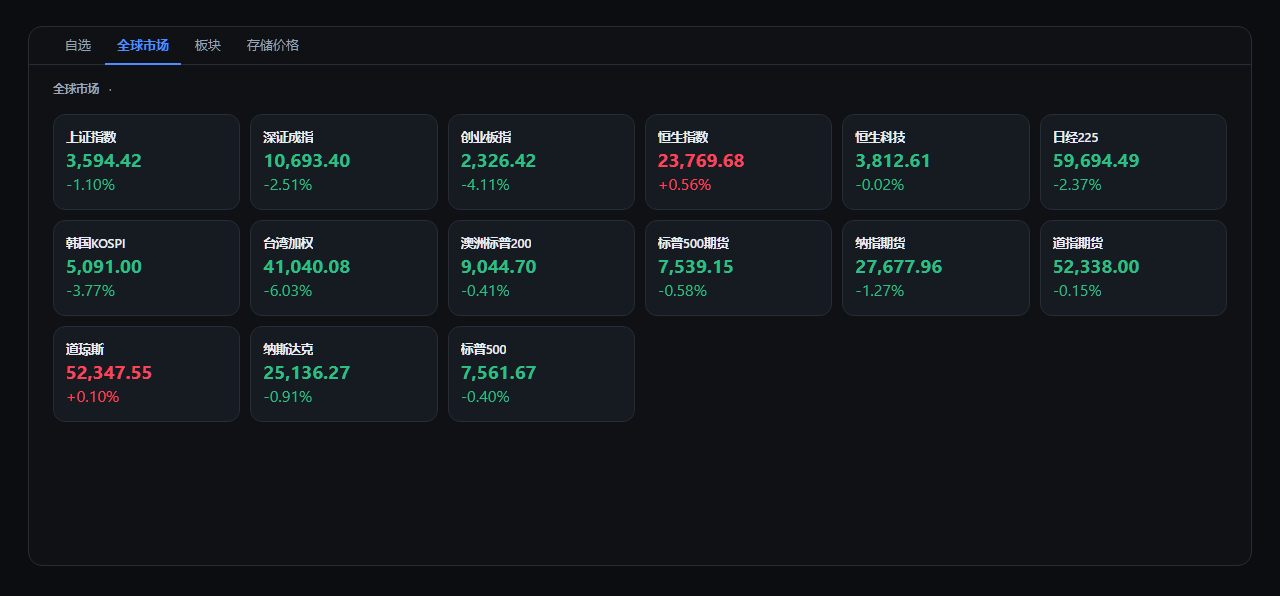 自选 全球市场 板块 存储价格
全球市场 ·
上证指数 深证成指 创业板指 恒生指数 恒生科技 日经225
3,594.42 10,693.40 2,326.42 23,769.68 3,812.61 59,694.49
-1.10% -2.51% -4.11% +0.56% -0.02% -2.37%
韩国KOSPI 台湾加权 澳洲标普200 标普500期货 纳指期货 道指期货
5,091.00 41,040.08 9,044.70 7,539.15 27,677.96 52,338.00
-3.77% -6.03% -0.41% -0.58% -1.27% -0.15%
道琼斯 纳斯达克 标普500
52,347.55 25,136.27 7,561.67
+0.10% -0.91% -0.40%